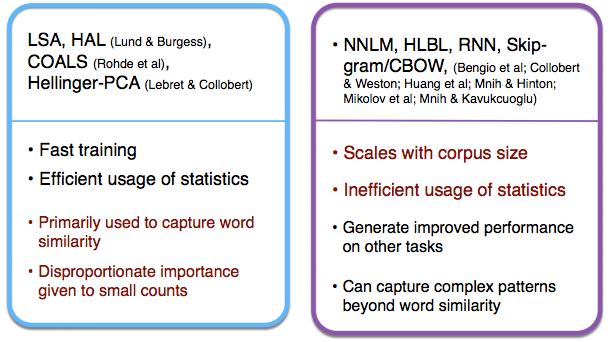 LSA, HAL (Lund & Burgess),
COALS (Rohde et al),
Hellinger-PCA (Lebret & Collobert)
• Fast training
• Efficient usage of statistics
• Primarily used to capture word
similarity
• Disproportionate importance
given to small counts
• NNLM, HLBL, RNN, Skip-
gram/CBOW, (Bengio et al; Collobert
& Weston; Huang et al; Mnih & Hinton;
Mikolov et al; Mnih & Kavukcuoglu)
• Scales with corpus size
• Inefficient usage of statistics
• Generate improved performance
on other tasks
• Can capture complex patterns
beyond word similarity